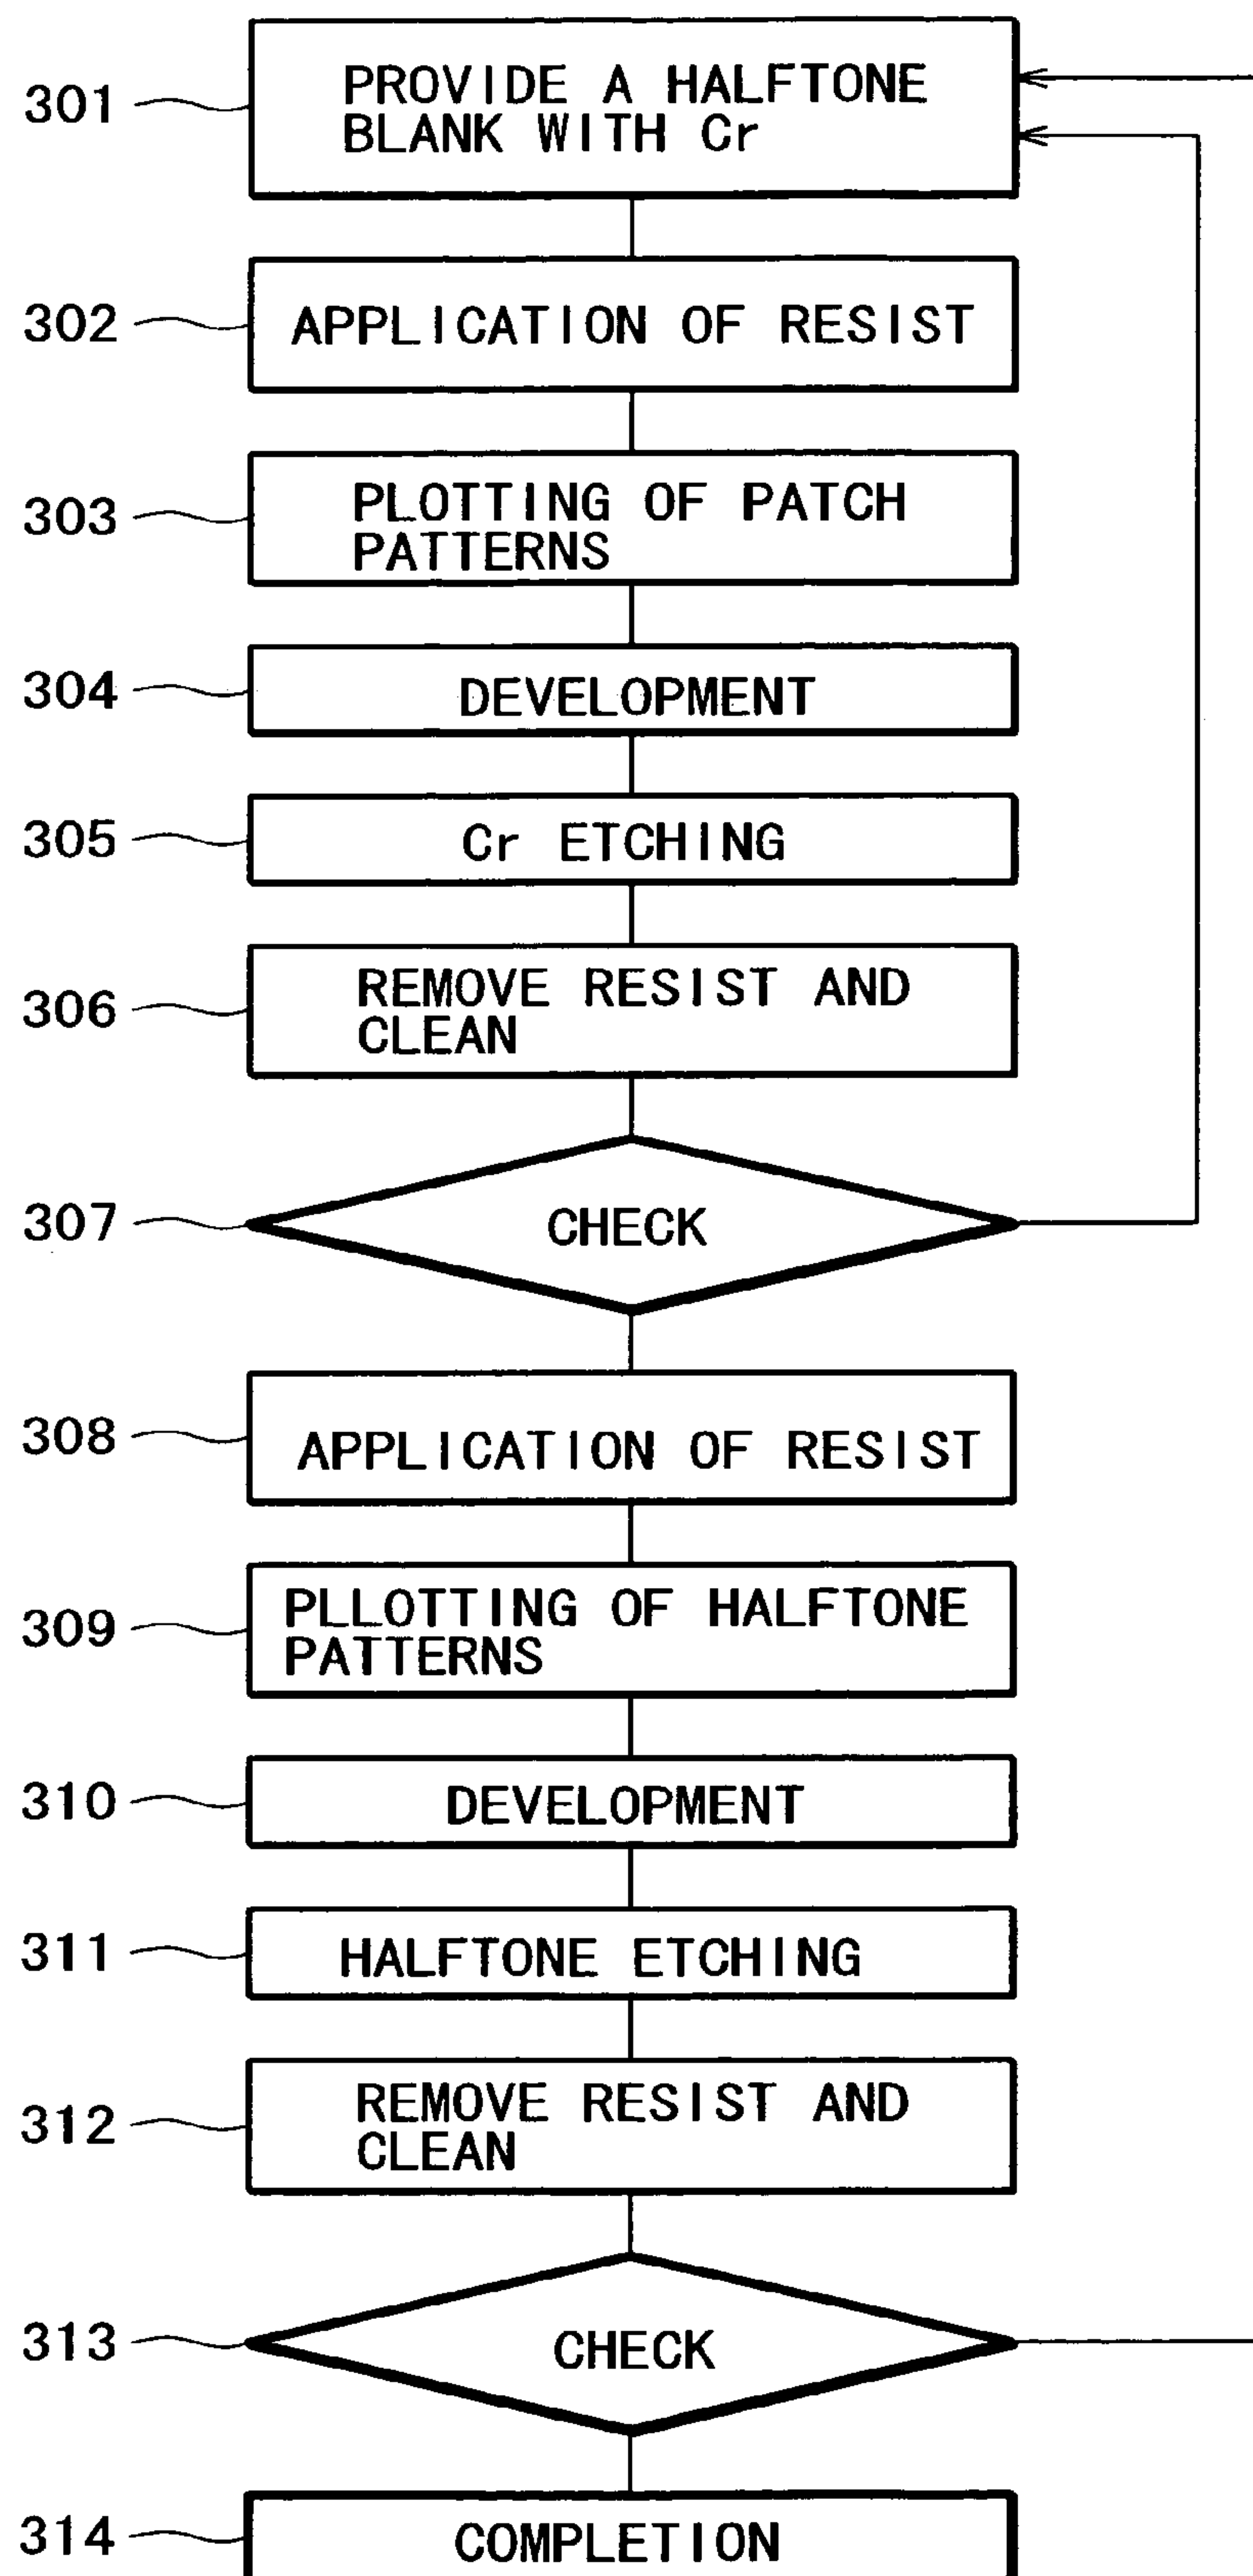 301
PROVIDE A HALFTONE
BLANK WITH Cr
302
APPLICATION OF RESIST
303
PLOTTING OF PATCH
PATTERNS
304
DEVELOPMENT
305
Cr ETCHING
306
REMOVE RESIST AND
CLEAN
307
CHECK
308
APPLICATION OF RESIST
309
PLLOTTING OF HALFTONE
PATTERNS
310
DEVELOPMENT
311
HALFTONE ETCHING
312
REMOVE RESIST AND
CLEAN
313
CHECK
314
COMPLETION